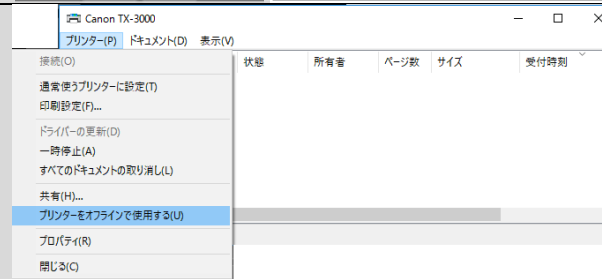 Canon TX-3000
プリンター(P) ドキュメント(D) 表示(V)
接続(O)
状態 所有者 ページ数 サイズ 受付時刻
通常使うプリンターに設定(T)
印刷設定(F)...
ドライバーの更新(D)
一時停止(A)
すべてのドキュメントの取り消し(L)
共有(H)...
プリンターをオフラインで使用する(U)
プロパティ(R)
閉じる(C)